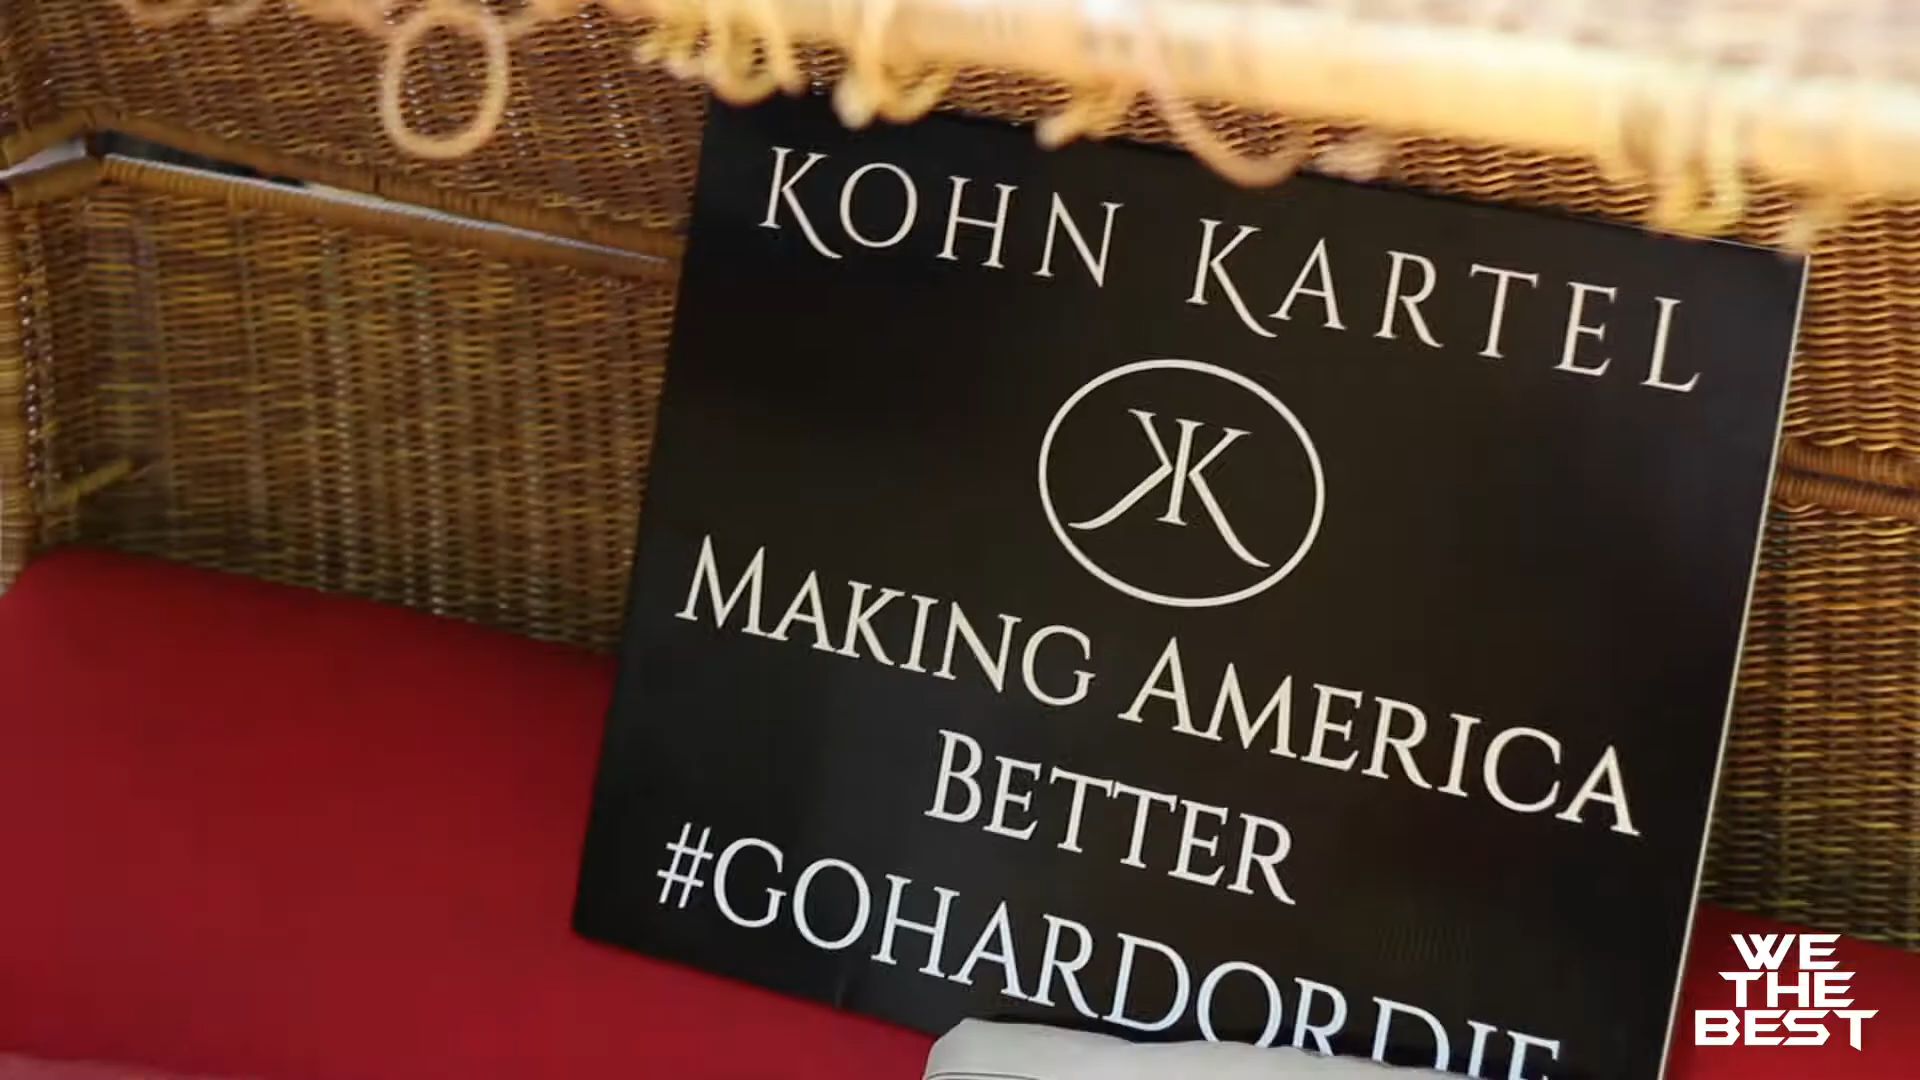 KOHN KARTEL
KK
MAKING AMERICA
BETTER
#GOHARDORDIE
WE
THE
BEST